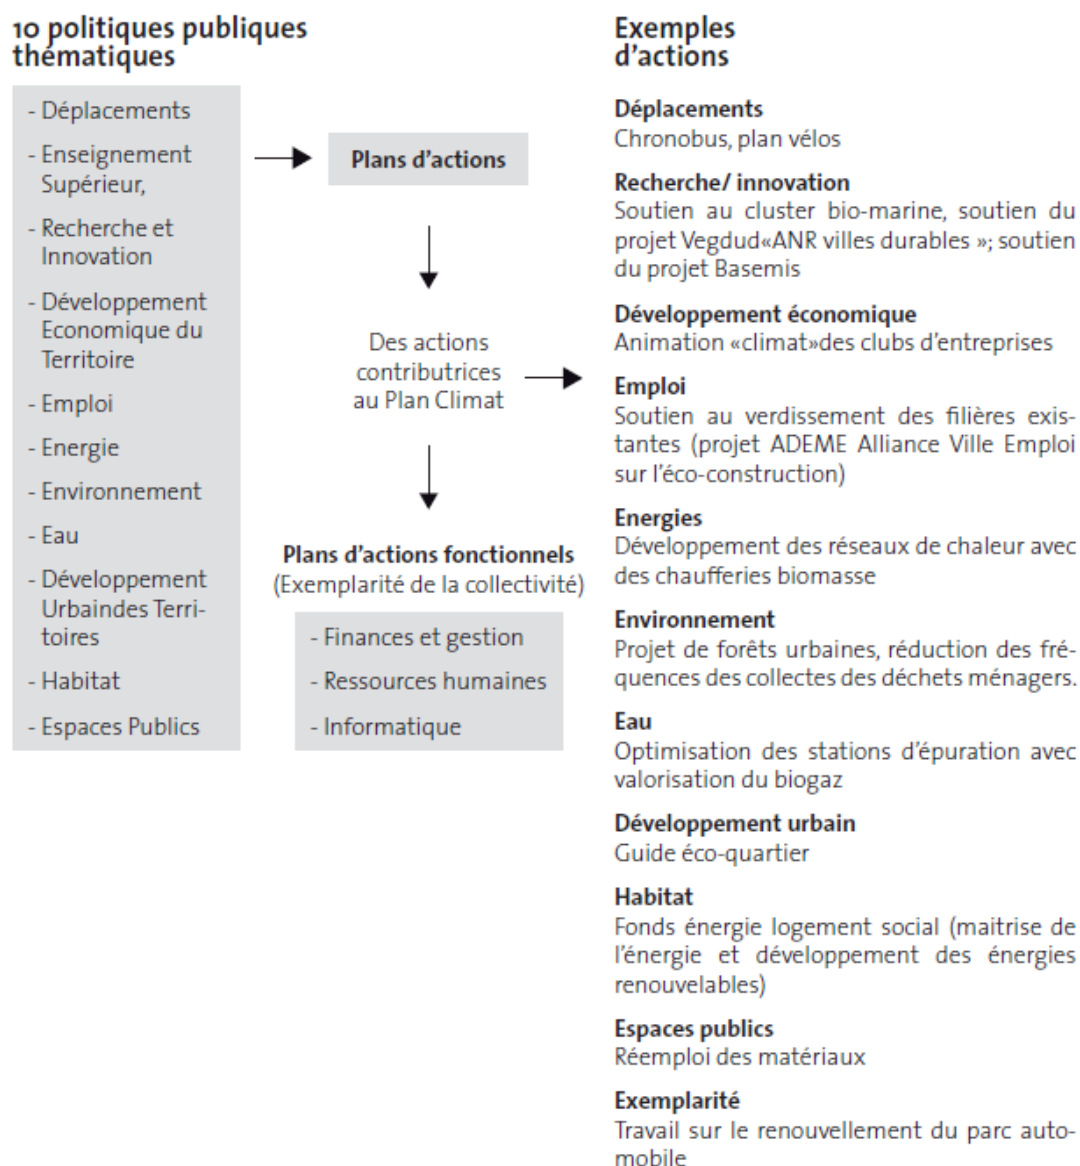 10 politiques publiques
thématiques
- Déplacements
- Enseignement
Supérieur,
- Recherche et
Innovation
- Développement
Economique du
Territoire
- Emploi
- Energie
- Environnement
- Eau
- Développement
Urbaindes Terri-
toires
- Habitat
- Espaces Publics
Plans d'actions
Des actions
contributrices
au Plan Climat
Plans d'actions fonctionnels
(Exemplarité de la collectivité)
- Finances et gestion
- Ressources humaines
- Informatique
Exemples
d'actions
Déplacements
Chronobus, plan vélos
Recherche/ innovation
Soutien au cluster bio-marine, soutien du
projet Vegdud«ANR villes durables »; soutien
du projet Basemis
Développement économique
Animation «climat»des clubs d'entreprises
Emploi
Soutien au verdissement des filières exis-
tantes (projet ADEME Alliance Ville Emploi
sur l'éco-construction)
Energies
Développement des réseaux de chaleur avec
des chaufferies biomasse
Environnement
Projet de forêts urbaines, réduction des fré-
quences des collectes des déchets ménagers.
Eau
Optimisation des stations d'épuration avec
valorisation du biogaz
Développement urbain
Guide éco-quartier
Habitat
Fonds énergie logement social (maitrise de
l'énergie et développement des énergies
renouvelables)
Espaces publics
Réemploi des matériaux
Exemplarité
Travail sur le renouvellement du parc auto-
mobile